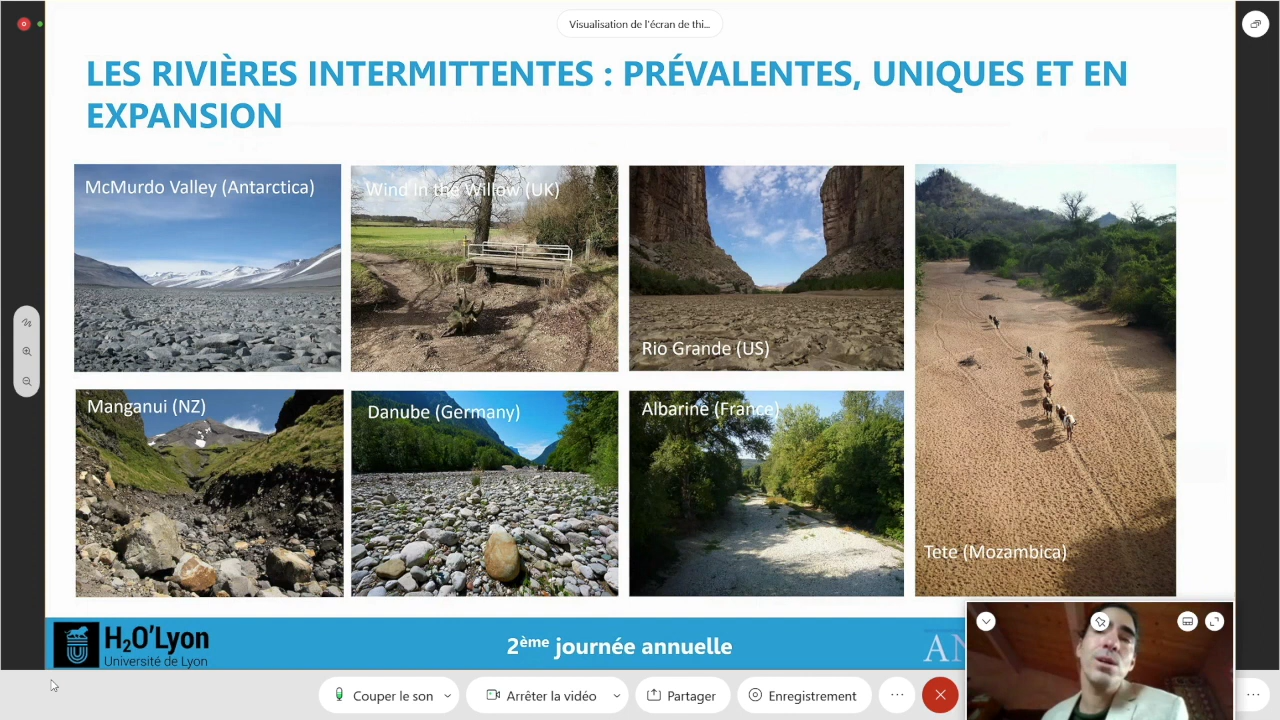 Visualisation de l'écran de thi...
LES RIVIÈRES INTERMITTENTES : PRÉVALENTES, UNIQUES ET EN
EXPANSION
McMurdo Valley (Antarctica)
Wind in the Willow (UK)
Rio Grande (US)
Manganui (NZ)
Danube (Germany)
Albarine (France)
Tete (Mozambica)
H₂O'Lyon
Université de Lyon
2ème journée annuelle
AN
Couper le son
Arrêter la vidéo
Partager
Enregistrement